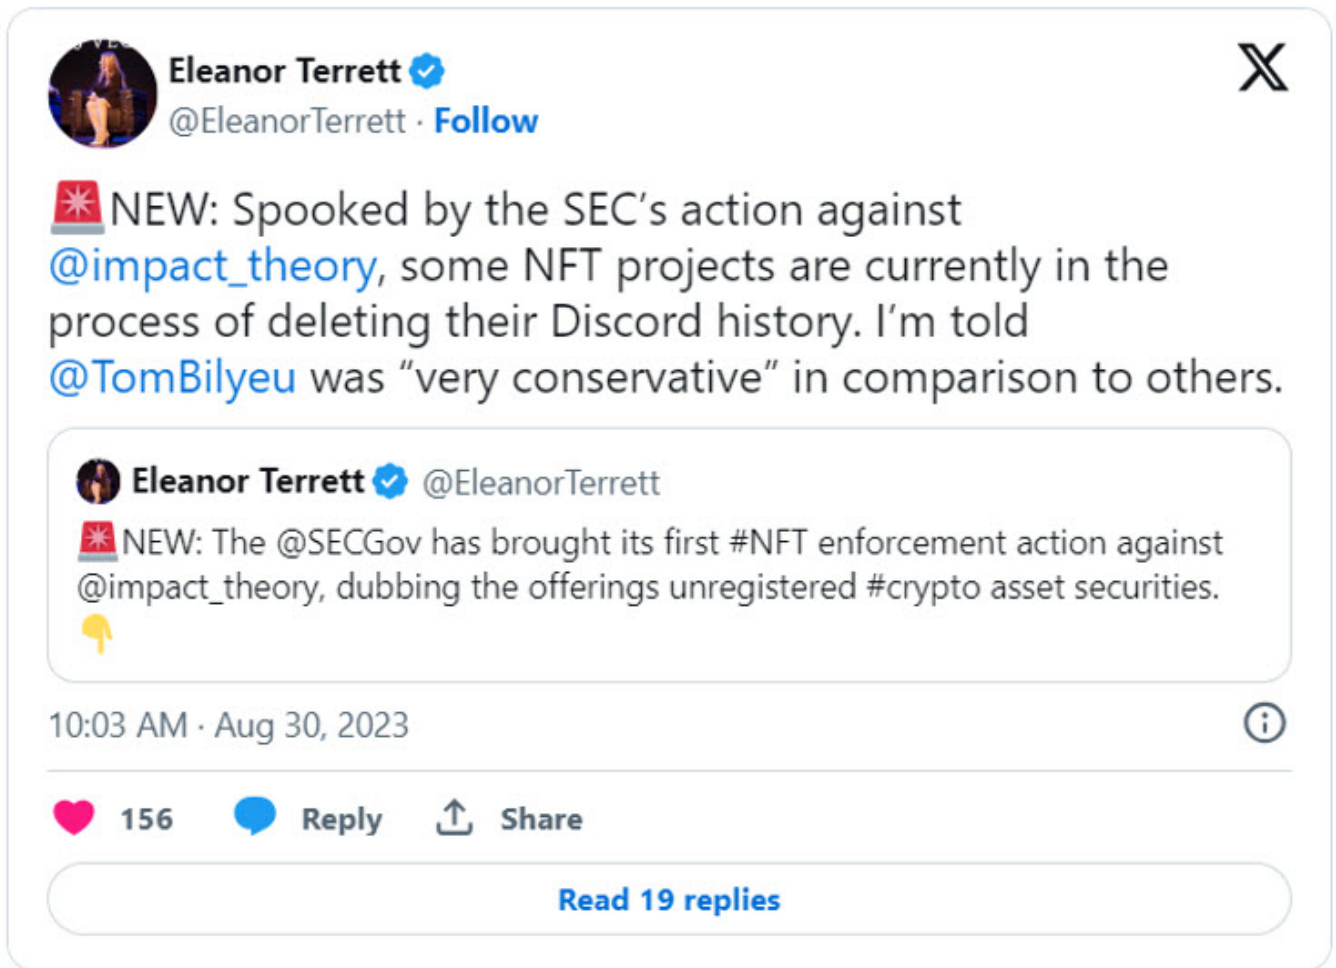 Eleanor Terrett
@EleanorTerrett · Follow
🚨NEW: Spooked by the SEC’s action against
@impact_theory, some NFT projects are currently in the
process of deleting their Discord history. I’m told
@TomBilyeu was “very conservative” in comparison to others.
Eleanor Terrett @EleanorTerrett
🚨NEW: The @SECGov has brought its first #NFT enforcement action against
@impact_theory, dubbing the offerings unregistered #crypto asset securities.
👇
10:03 AM · Aug 30, 2023
156 Reply Share
Read 19 replies